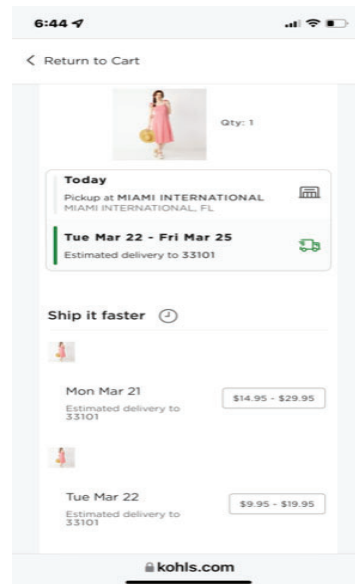 6:44
Return to Cart
Qty: 1
Today
Pickup at MIAMI INTERNATIONAL
MIAMI INTERNATIONAL, FL
Tue Mar 22 - Fri Mar 25
Estimated delivery to 33101
Ship it faster
Mon Mar 21
$14.95 - $29.95
Estimated delivery to
33101
Tue Mar 22
$9.95 - $19.95
Estimated delivery to
33101
kohls.com